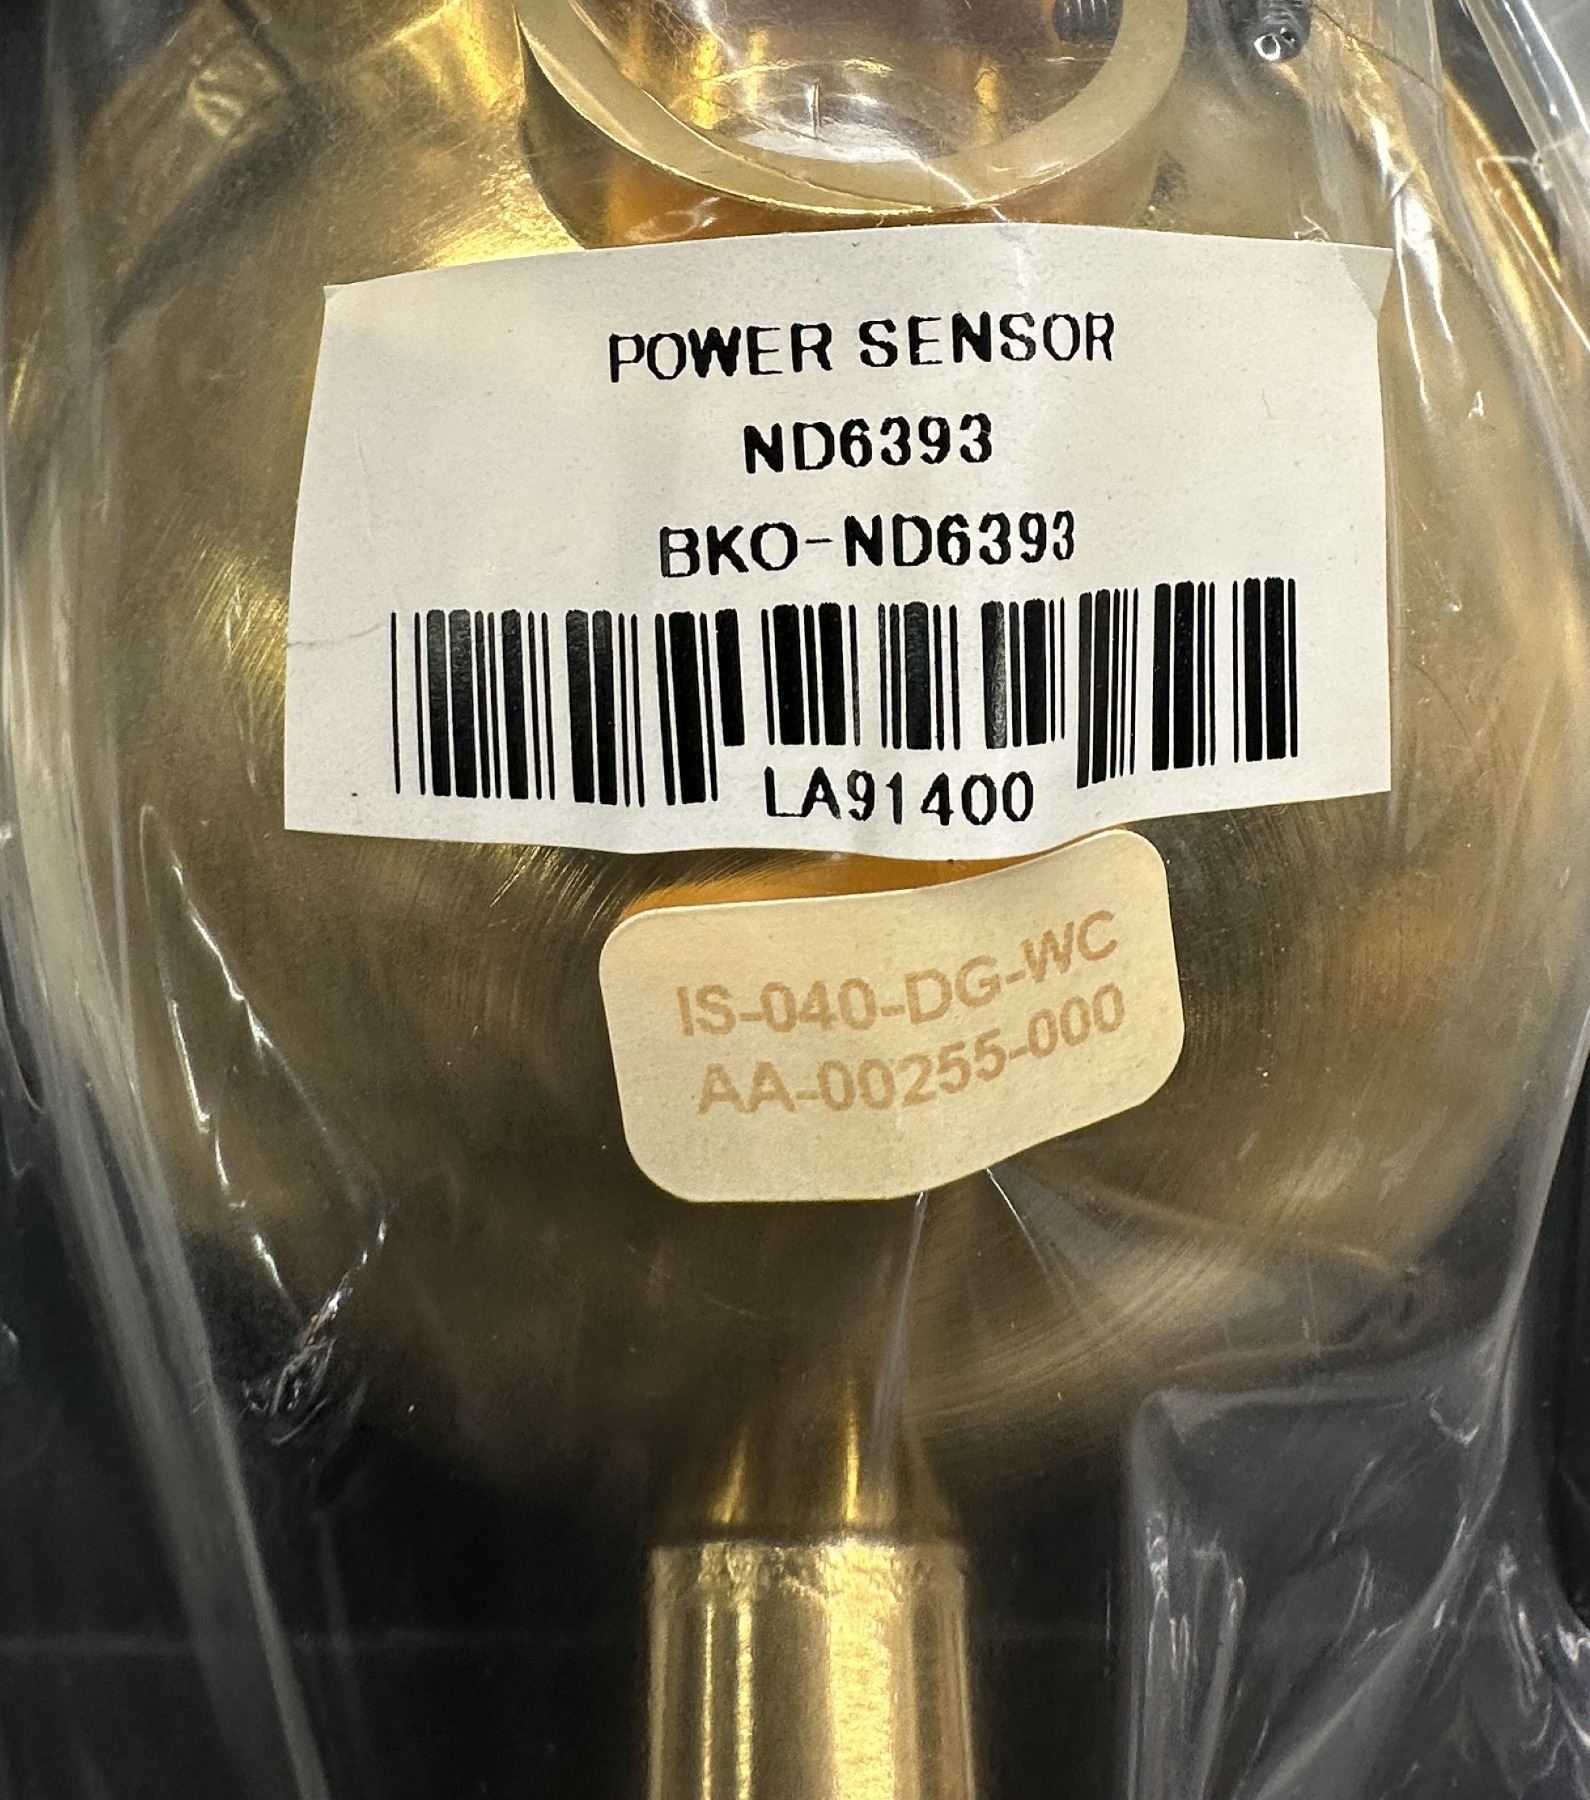 POWER SENSOR
ND6393
BKO-ND6393
LA91400
IS-040-DG-WC
AA-00255-000